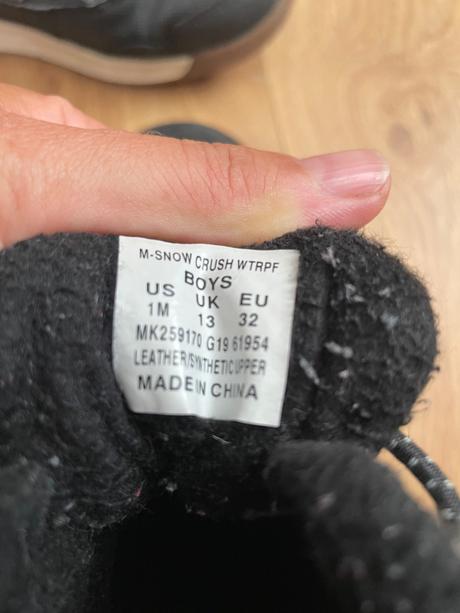 M-SNOW CRUSH WTRPF
BOYS
US UK EU
1M 13 32
MK259170 G19 61954
LEATHER/SYNTHETIC UPPER
MADE IN CHINA